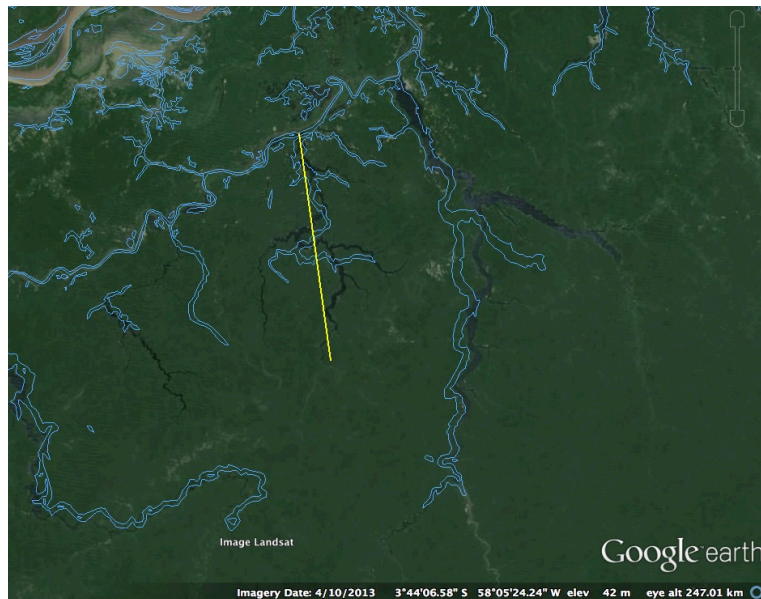 Image Landsat
Google earth
Imagery Date: 4/10/2013 3°44'06.58" S 58°05'24.24" W elev 42 m eye alt 247.01 km